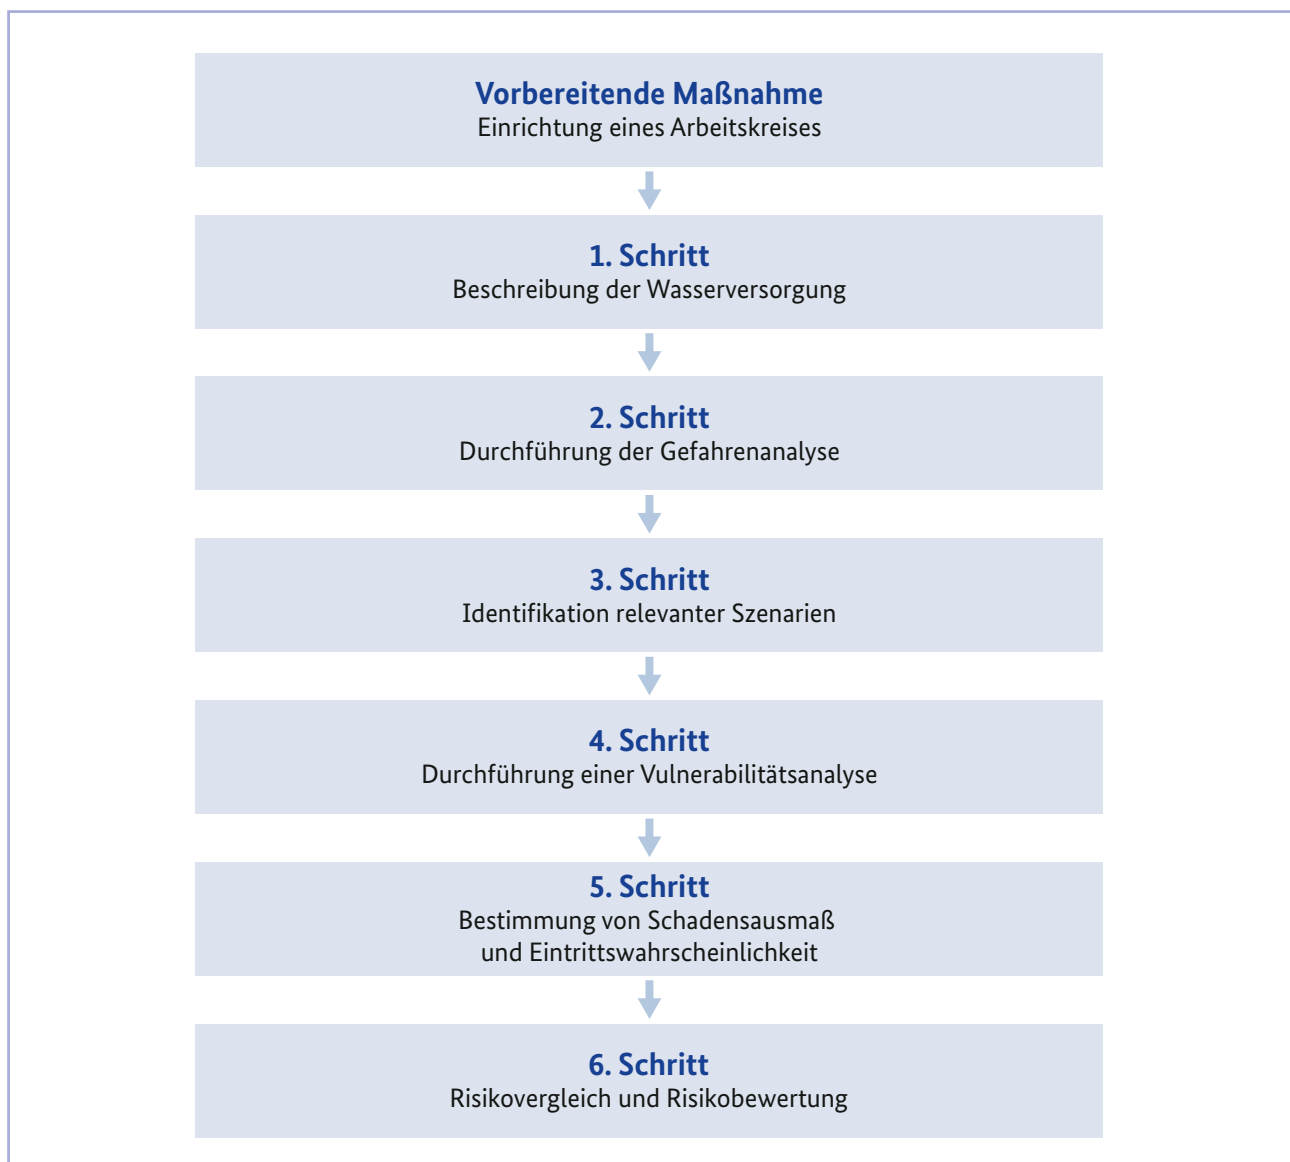 Vorbereitende Maßnahme
Einrichtung eines Arbeitskreises
1. Schritt
Beschreibung der Wasserversorgung
2. Schritt
Durchführung der Gefahrenanalyse
3. Schritt
Identifikation relevanter Szenarien
4. Schritt
Durchführung einer Vulnerabilitätsanalyse
5. Schritt
Bestimmung von Schadensausmaß
und Eintrittswahrscheinlichkeit
6. Schritt
Risikovergleich und Risikobewertung